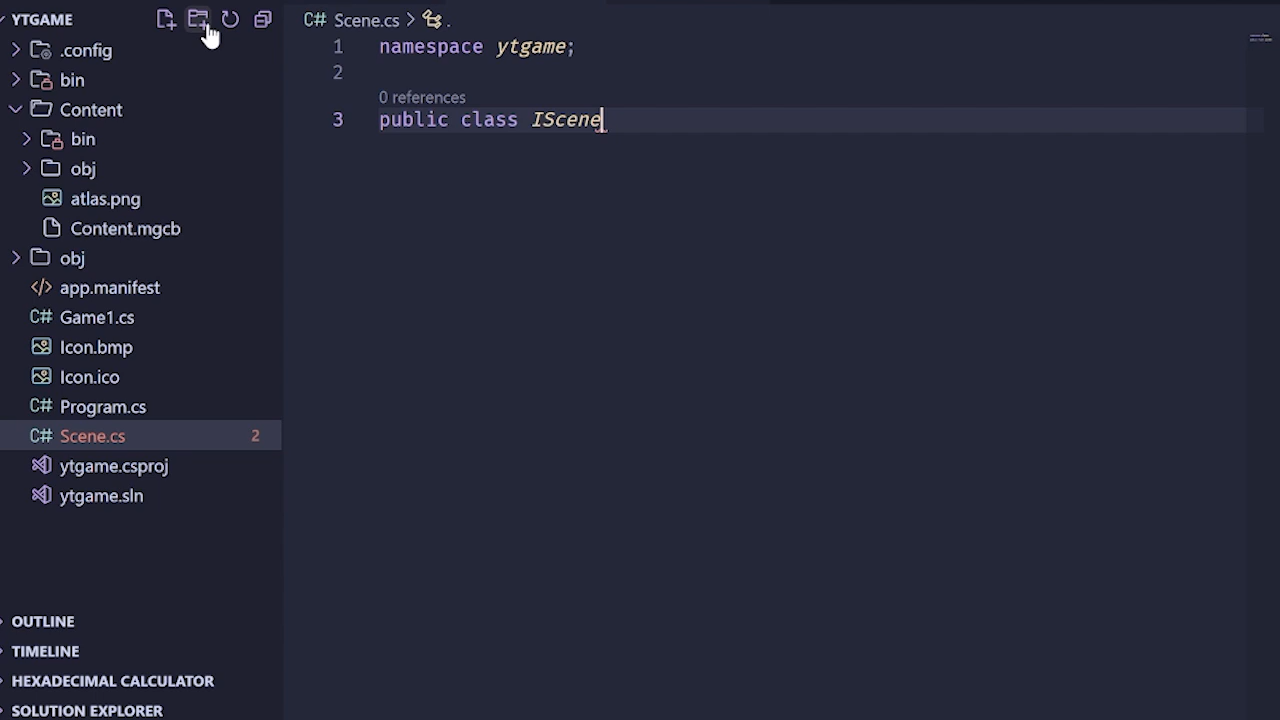 YTGAME
.config
bin
Content
bin
obj
atlas.png
Content.mgcb
obj
app.manifest
C# Game1.cs
Icon.bmp
Icon.ico
C# Program.cs
C# Scene.cs 2
ytgame.csproj
ytgame.sln
OUTLINE
TIMELINE
HEXADECIMAL CALCULATOR
SOLUTION EXPLORER
C# Scene.cs > .
1 namespace ytgame;
2
0 references
3 public class IScene